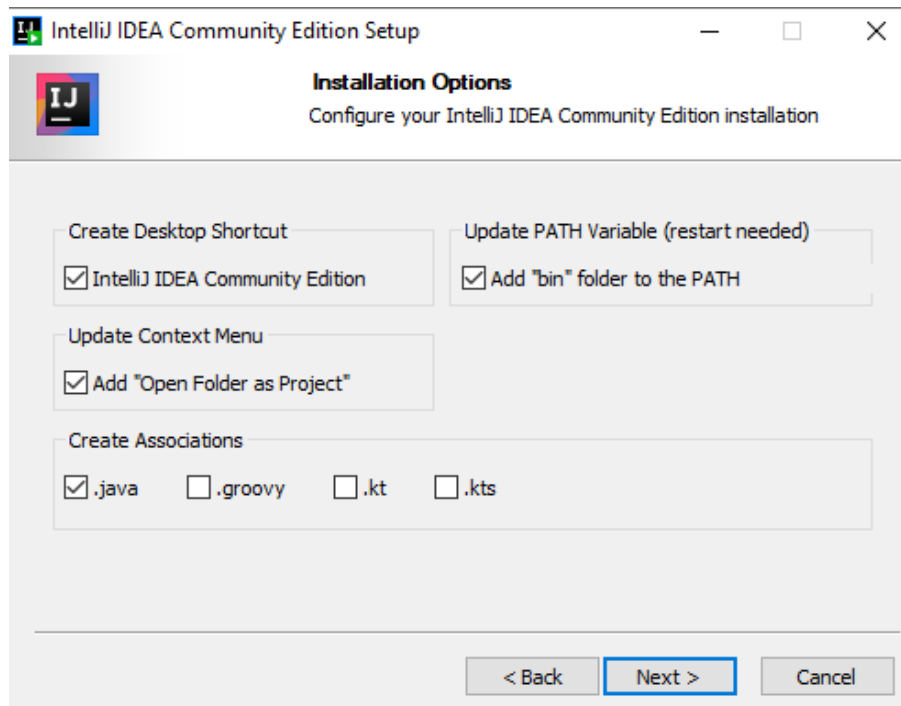 IntelliJ IDEA Community Edition Setup
IJ
Installation Options
Configure your IntelliJ IDEA Community Edition installation
Create Desktop Shortcut
IntelliJ IDEA Community Edition
Update PATH Variable (restart needed)
Add "bin" folder to the PATH
Update Context Menu
Add "Open Folder as Project"
Create Associations
.java .groovy .kt .kts
< Back Next > Cancel